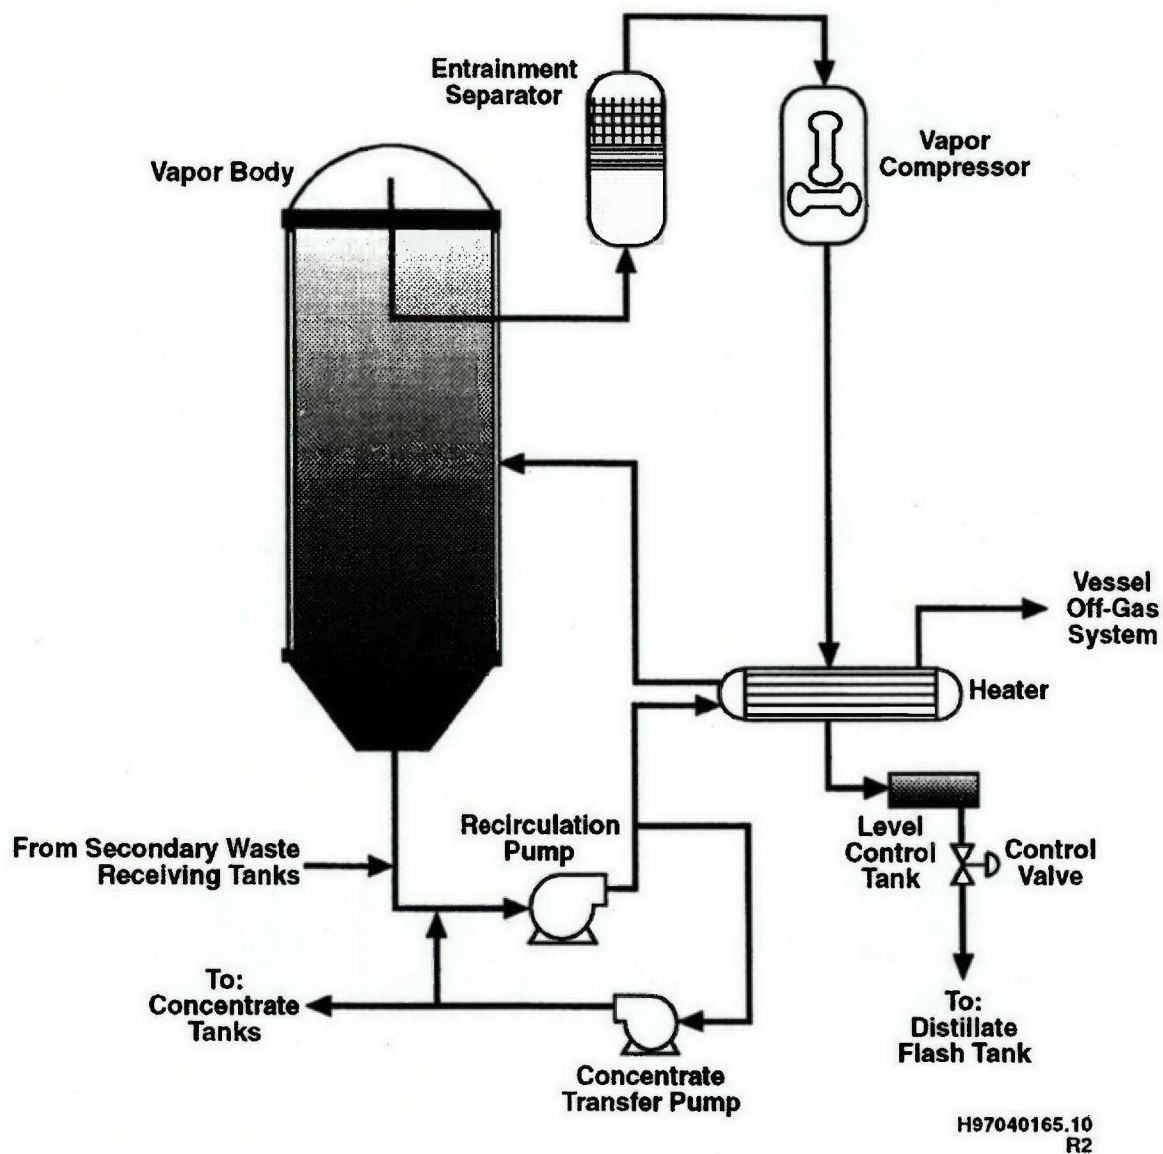 Entrainment
Separator
Vapor Body
Vapor
Compressor
Vessel
Off-Gas
System
Heater
Recirculation
Pump
Level
Control
Tank
Control
Valve
From Secondary Waste
Receiving Tanks
To:
Concentrate
Tanks
To:
Distillate
Flash Tank
Concentrate
Transfer Pump
H97040165.10
R2